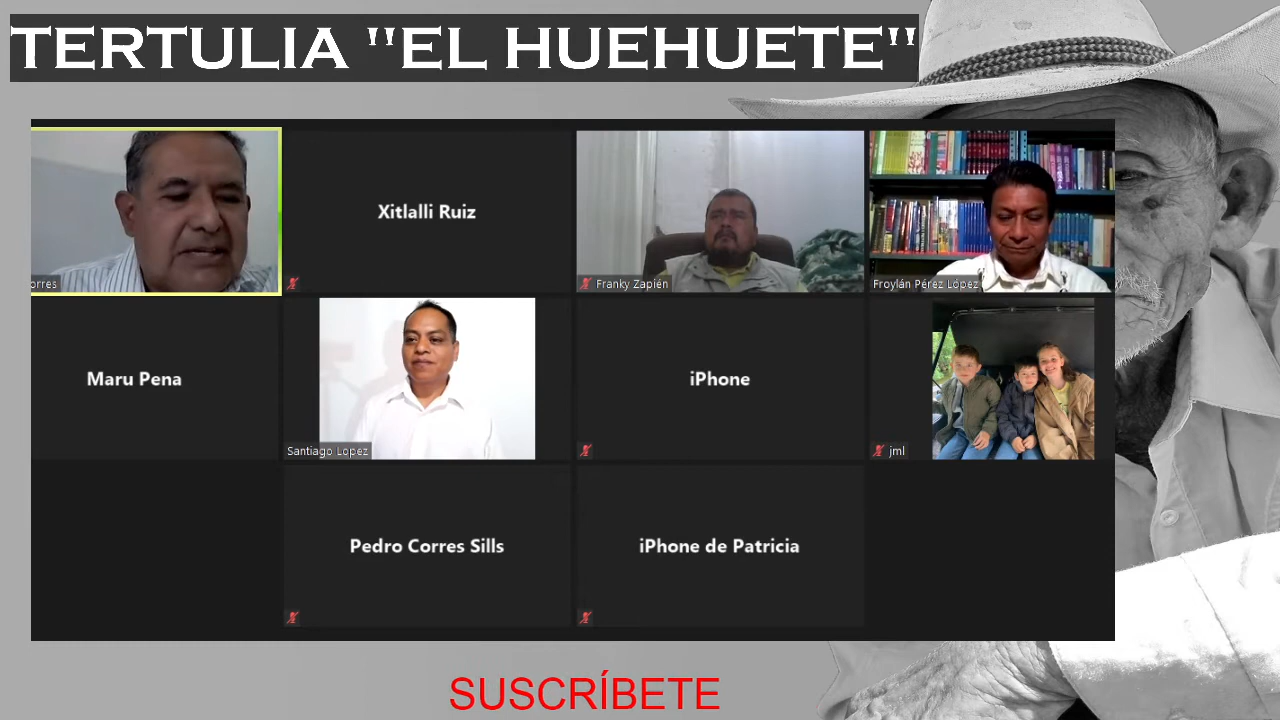 TERTULIA "EL HUEHUETE"
orres
Xitlalli Ruiz
Franky Zapién
Froylán Pérez López
Maru Pena
Santiago Lopez
iPhone
jml
Pedro Corres Sills
iPhone de Patricia
SUSCRÍBETE